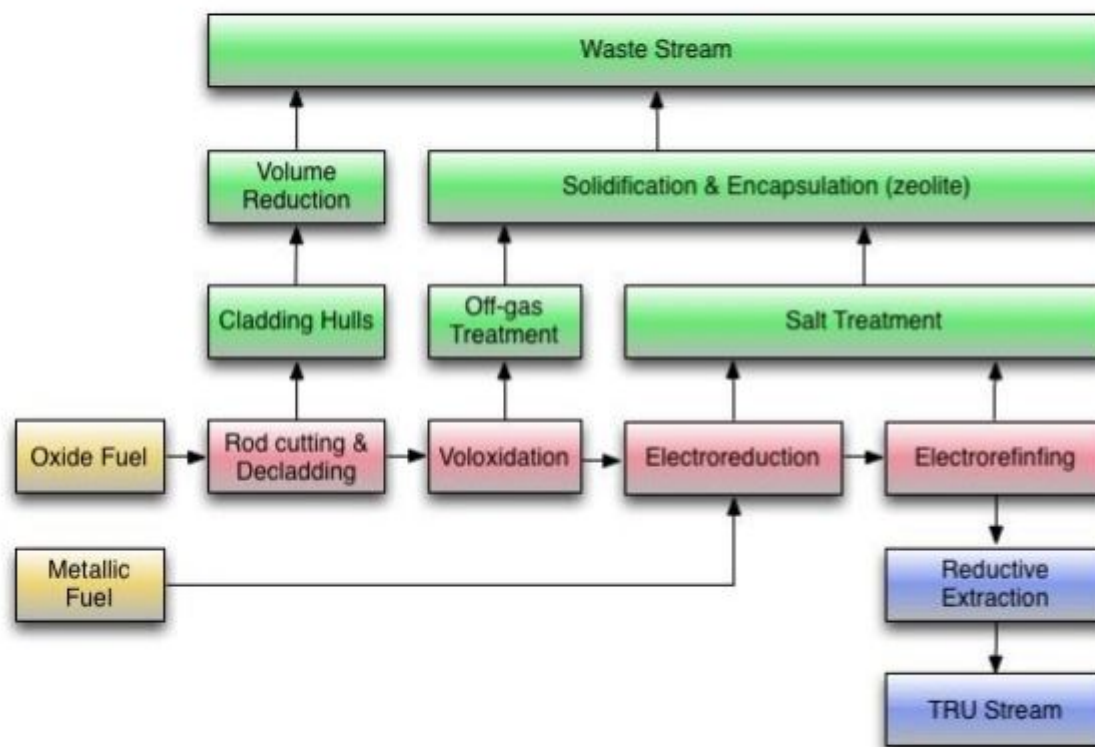 Waste Stream
Volume
Reduction
Solidification & Encapsulation (zeolite)
Cladding Hulls
Off-gas
Treatment
Salt Treatment
Oxide Fuel
Rod cutting &
Decladding
Voloxidation
Electroreduction
Electrorefinfing
Metallic
Fuel
Reductive
Extraction
TRU Stream